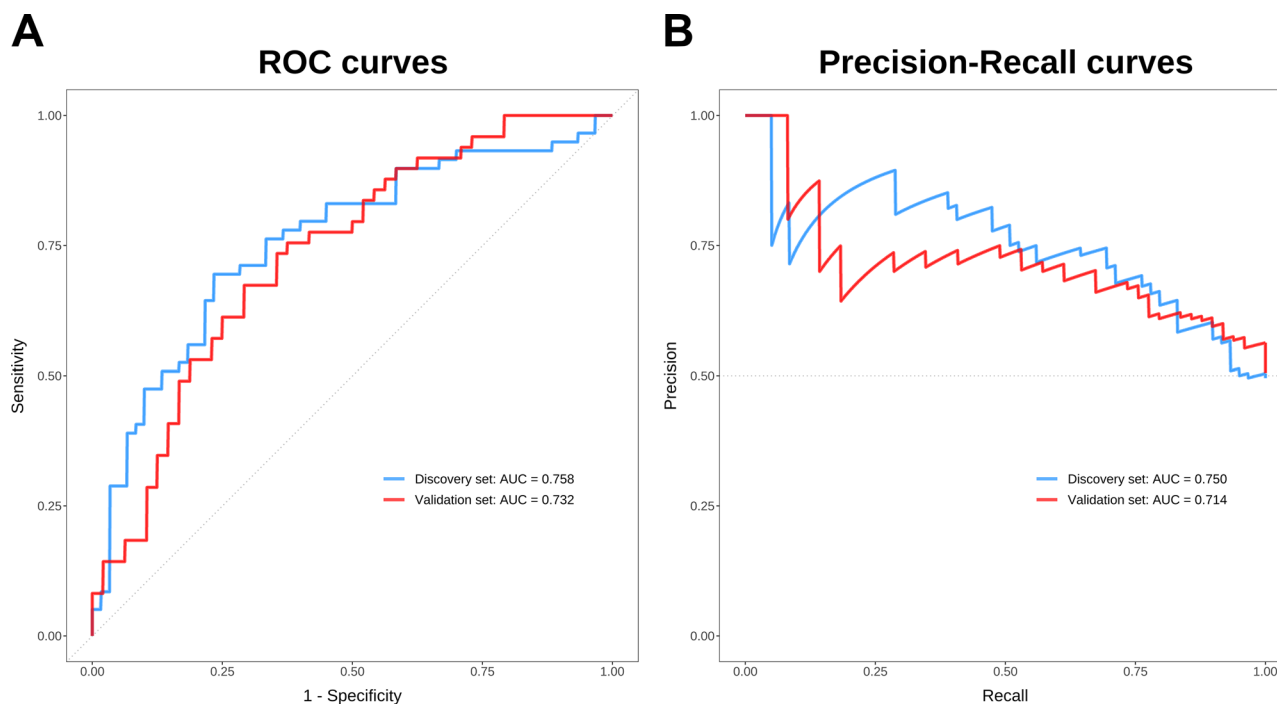 A
ROC curves
1.00
0.75
0.50
0.25
0.00
Sensitivity
Discovery set: AUC = 0.758
Validation set: AUC = 0.732
0.00
0.25
0.50
0.75
1.00
1 - Specificity
B
Precision-Recall curves
1.00
0.75
0.50
0.25
0.00
Precision
Discovery set: AUC = 0.750
Validation set: AUC = 0.714
0.00
0.25
0.50
0.75
1.00
Recall